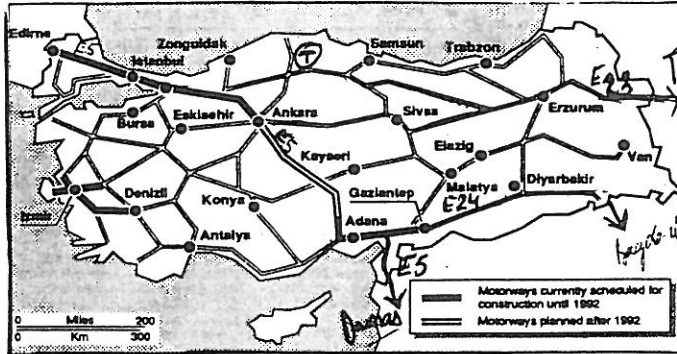 Edirne
E5
Istanbul
Zonguldak
T
Samsun
Trabzon
E23
Bursa
Eskisehir
Ankara
E5
Sivas
Erzurum
Kayseri
Elazig
Van
Izmir
Denizli
Konya
Gaziantep
Malatya
Diyarbakir
E24
Antalya
Adana
E5
0 Miles 200
0 Km 300
Motorways currently scheduled for
construction until 1992
Motorways planned after 1992